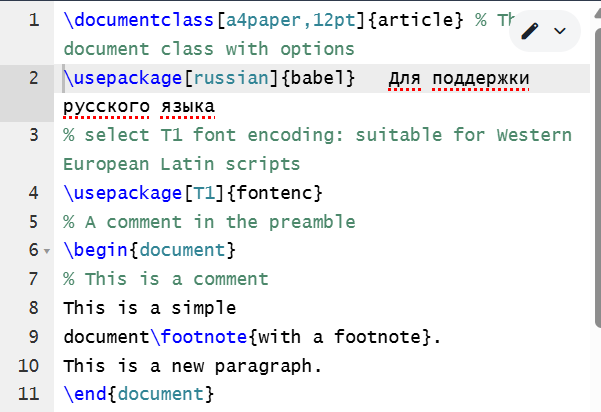 1 \documentclass[a4paper,12pt]{article} % Th
document class with options
2 \usepackage[russian]{babel}   Для поддержки
русского языка
3 % select T1 font encoding: suitable for Western
European Latin scripts
4 \usepackage[T1]{fontenc}
5 % A comment in the preamble
6 \begin{document}
7 % This is a comment
8 This is a simple
9 document\footnote{with a footnote}.
10 This is a new paragraph.
11 \end{document}